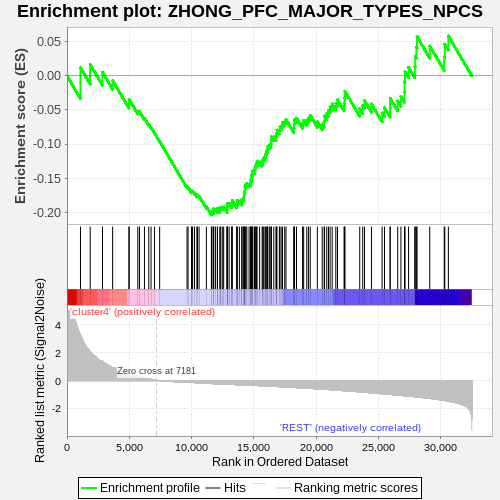 Enrichment plot: ZHONG_PFC_MAJOR_TYPES_NPCS
Enrichment score (ES)
0.05
0.00
-0.05
-0.10
-0.15
-0.20
Ranked list metric (Signal2Noise)
'cluster4' (positively correlated)
4
2
Zero cross at 7181
0
-2
'REST' (negatively correlated)
0 5,000 10,000 15,000 20,000 25,000 30,000
Rank in Ordered Dataset
Enrichment profile Hits Ranking metric scores